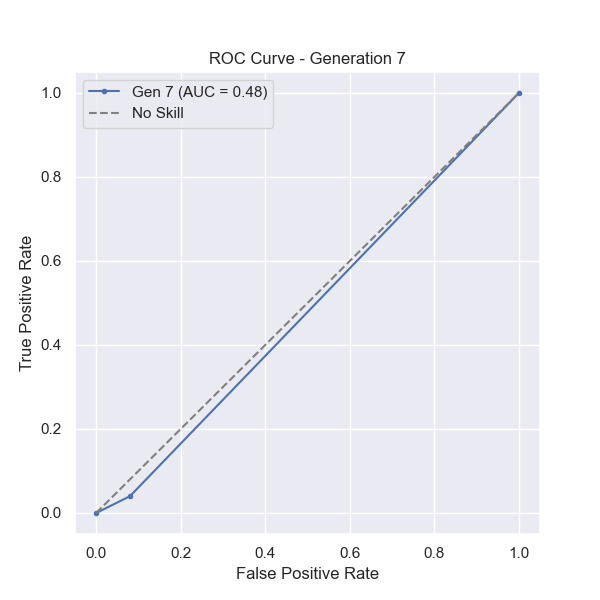 ROC Curve - Generation 7
Gen 7 (AUC = 0.48)
No Skill
1.0
0.8
0.6
0.4
0.2
0.0
True Positive Rate
0.0 0.2 0.4 0.6 0.8 1.0
False Positive Rate